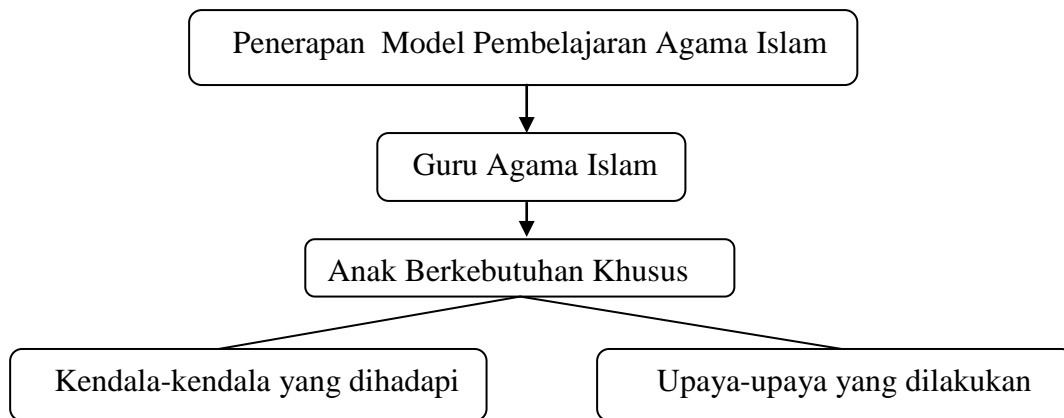 Penerapan Model Pembelajaran Agama Islam
Guru Agama Islam
Anak Berkebutuhan Khusus
Kendala-kendala yang dihadapi
Upaya-upaya yang dilakukan